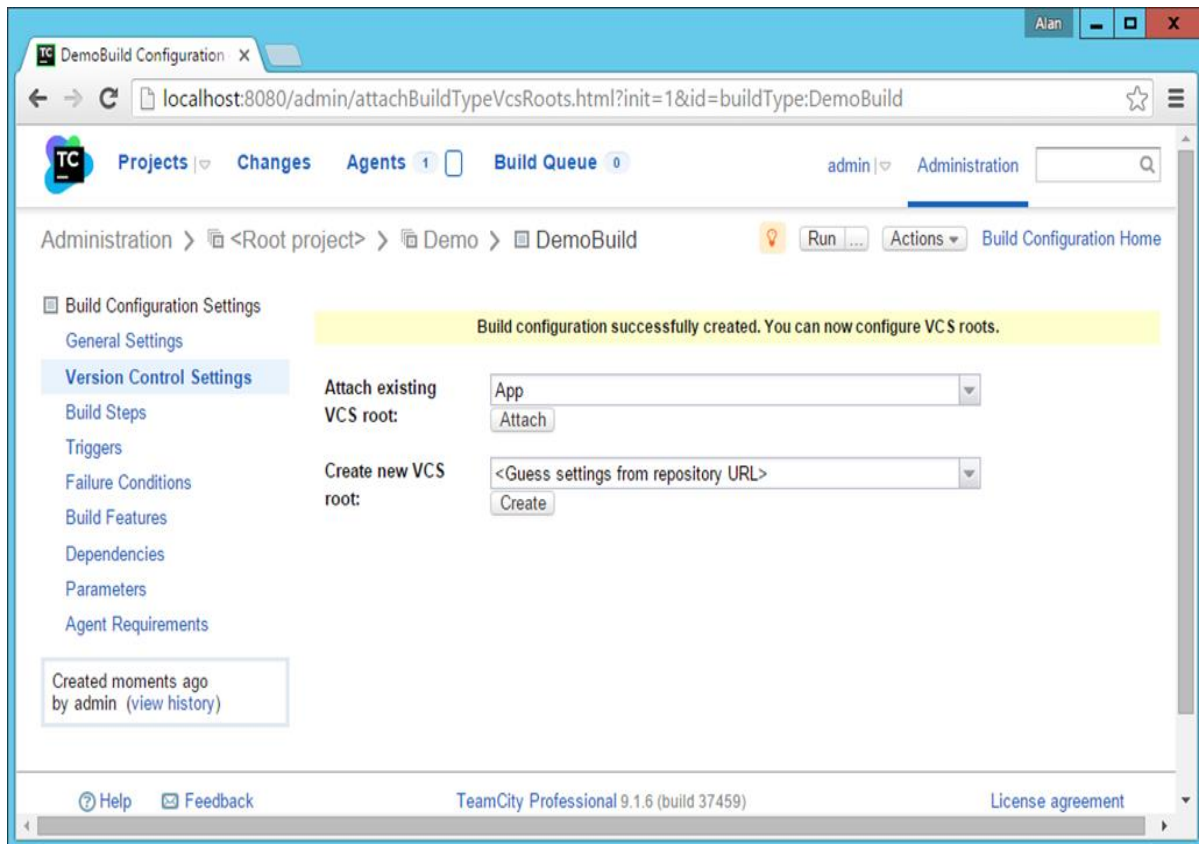 Alan
TC DemoBuild Configuration
localhost:8080/admin/attachBuildTypeVcsRoots.html?init=1&id=buildType:DemoBuild
TC Projects Changes Agents 1 Build Queue 0 admin Administration
Administration > <Root project> > Demo > DemoBuild Run ... Actions Build Configuration Home
Build Configuration Settings
General Settings
Version Control Settings
Build Steps
Triggers
Failure Conditions
Build Features
Dependencies
Parameters
Agent Requirements
Created moments ago
by admin (view history)
Build configuration successfully created. You can now configure VCS roots.
Attach existing
VCS root:
App
Attach
Create new VCS
root:
<Guess settings from repository URL>
Create
Help Feedback TeamCity Professional 9.1.6 (build 37459) License agreement